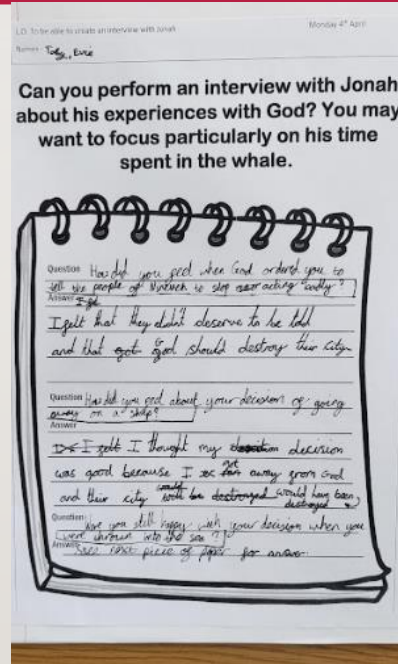 L.O. To be able to create an interview with Jonah
Monday 4th April
Names - Toby, Evie
Can you perform an interview with Jonah
about his experiences with God? You may
want to focus particularly on his time
spent in the whale.
Question How did you feel when God ordered you to
tell the people of Nineveh to stop acting badly?
Answer I fel
I felt that they didn't deserve to be told
and that got God should destroy their city.
Question How did you feel about your decision of going
away on a ship?
Answer
I felt I thought my decision
was good because I got away from God
and their city would would have been
destroyed
Question Were you still happy with your decision when you
were thrown into the sea?
Answer See next piece of paper for answer